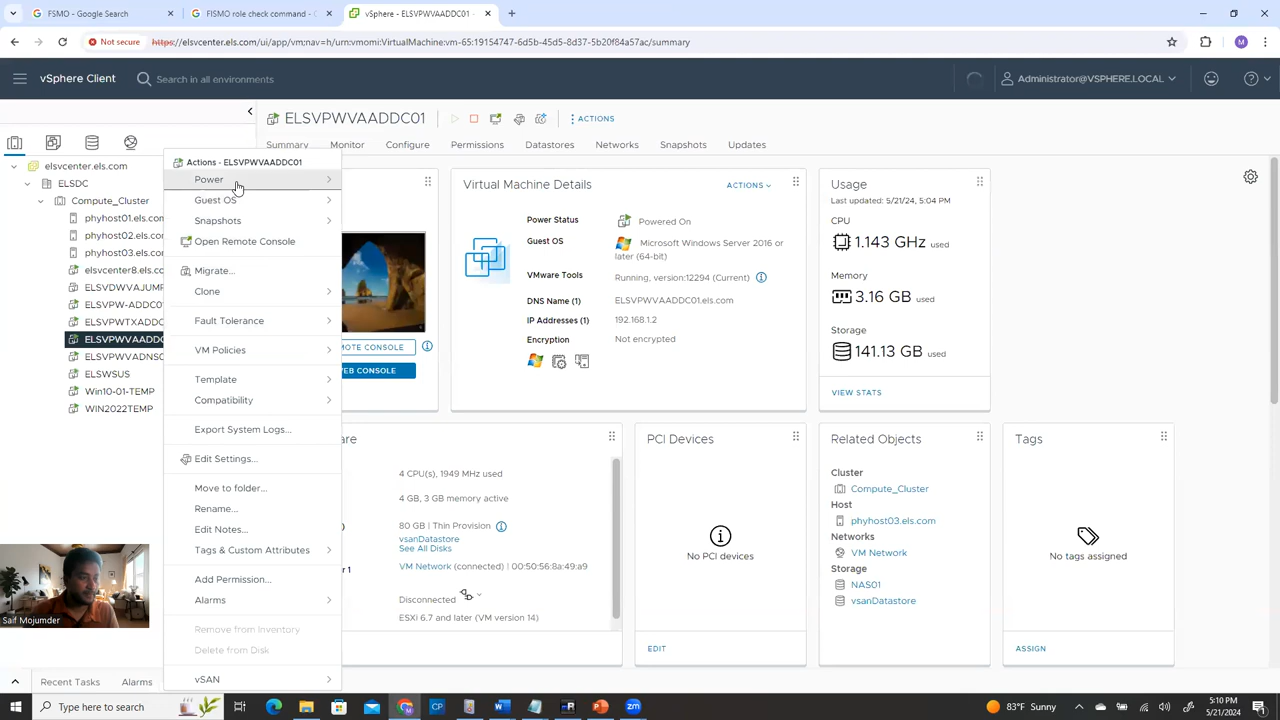 FSMO - Google Search
FISMO role check command - C
vSphere - ELSVPWVAADDC01 -
Not secure
https://elsvcenter.els.com/ui/app/vm;nav=h/urn:vmomi:VirtualMachine:vm-65:19154747-6d5b-45d5-8d37-5b20f84a57ac/summary
M
vSphere Client
Search in all environments
Administrator@VSPHERE.LOCAL
ELSVPWVAADDC01
ACTIONS
Summary
Monitor
Configure
Permissions
Datastores
Networks
Snapshots
Updates
elsvcenter.els.com
ELSDC
Compute_Cluster
phyhost01.els.com
phyhost02.els.com
phyhost03.els.com
elsvcenter8.els.co
ELSVDWVAJUMP
ELSVPW-ADDC01
ELSVPWTXADDC
ELSVPWVAADDC
ELSVPWVADNS0
ELSWSUS
Win10-01-TEMP
WIN2022TEMP
Actions - ELSVPWVAADDC01
Power
Guest OS
Snapshots
Open Remote Console
Migrate...
Clone
Fault Tolerance
VM Policies
Template
Compatibility
Export System Logs...
Edit Settings...
Move to folder...
Rename...
Edit Notes...
Tags & Custom Attributes
Add Permission...
Alarms
Remove from Inventory
Delete from Disk
vSAN
MOTE CONSOLE
EB CONSOLE
Virtual Machine Details
ACTIONS
Power Status
Powered On
Guest OS
Microsoft Windows Server 2016 or
later (64-bit)
VMware Tools
Running, version:12294 (Current)
DNS Name (1)
ELSVPWVAADDC01.els.com
IP Addresses (1)
192.168.1.2
Encryption
Not encrypted
Usage
Last updated: 5/21/24, 5:04 PM
CPU
1.143 GHz used
Memory
3.16 GB used
Storage
141.13 GB used
VIEW STATS
are
4 CPU(s), 1949 MHz used
4 GB, 3 GB memory active
80 GB | Thin Provision
vsanDatastore
See All Disks
er 1
VM Network (connected) | 00:50:56:8a:49:a9
Disconnected
ESXi 6.7 and later (VM version 14)
PCI Devices
No PCI devices
EDIT
Related Objects
Cluster
Compute_Cluster
Host
phyhost03.els.com
Networks
VM Network
Storage
NAS01
vsanDatastore
Tags
No tags assigned
ASSIGN
Saif Mojumder
Recent Tasks
Alarms
Type here to search
83°F Sunny
5:10 PM
5/21/2024